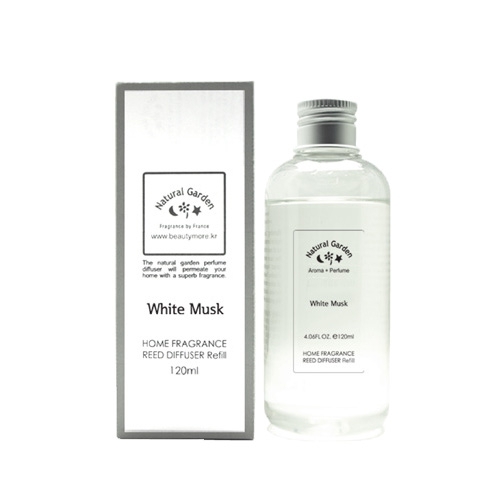 Natural Garden
Fragrance by France
www.beautymore.kr
The natural garden perfume
diffuser will permeate your
home with a superb fragrance.
White Musk
HOME FRAGRANCE
REED DIFFUSER Refill
120ml
Natural Garden
Aroma + Perfume
White Musk
4.06FL.OZ. ℮120ml
HOME FRAGRANCE
REED DIFFUSER Refill